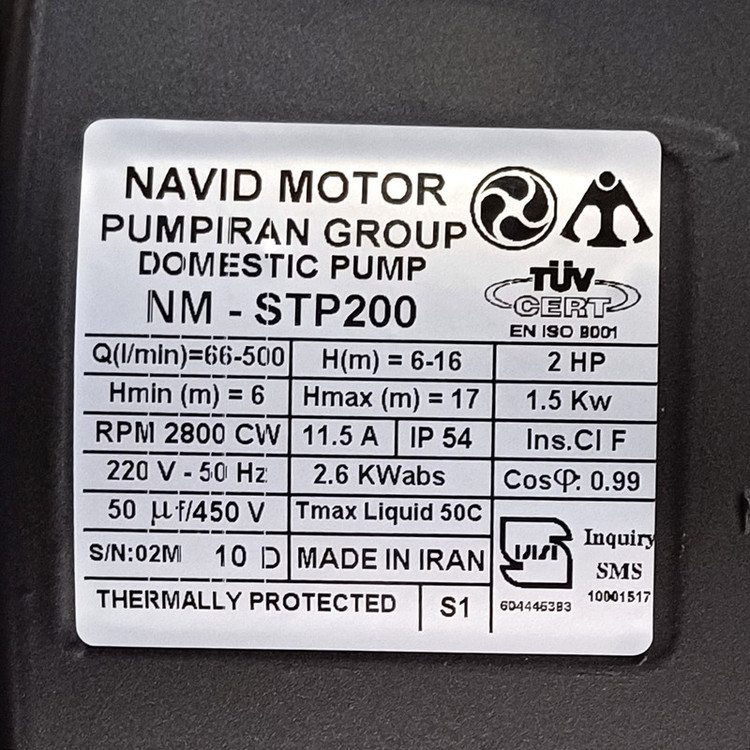 NAVID MOTOR
PUMPIRAN GROUP
DOMESTIC PUMP
NM - STP200
TÜV
CERT
EN ISO 9001
Q(l/min)=66-500 H(m) = 6-16 2 HP
Hmin (m) = 6 Hmax (m) = 17 1.5 Kw
RPM 2800 CW 11.5 A IP 54 Ins.Cl F
220 V - 50 Hz 2.6 KWabs Cosφ: 0.99
50 µf/450 V Tmax Liquid 50C
S/N:02M 10 D MADE IN IRAN
THERMALLY PROTECTED S1
Inquiry
SMS
10001517
604446383